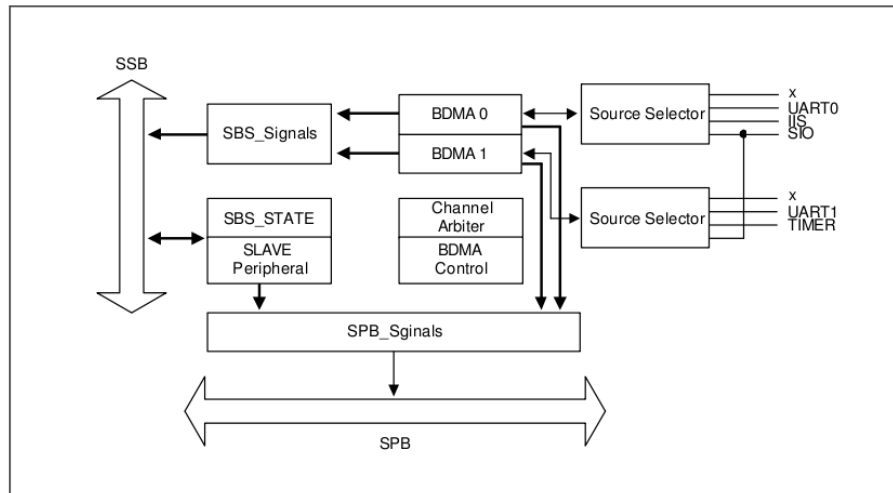 SSB
SBS_Signals
BDMA 0
BDMA 1
Source Selector
x
UART0
IIS
SIO
SBS_STATE
SLAVE
Peripheral
Channel
Arbiter
BDMA
Control
Source Selector
x
UART1
TIMER
SPB_Sginals
SPB